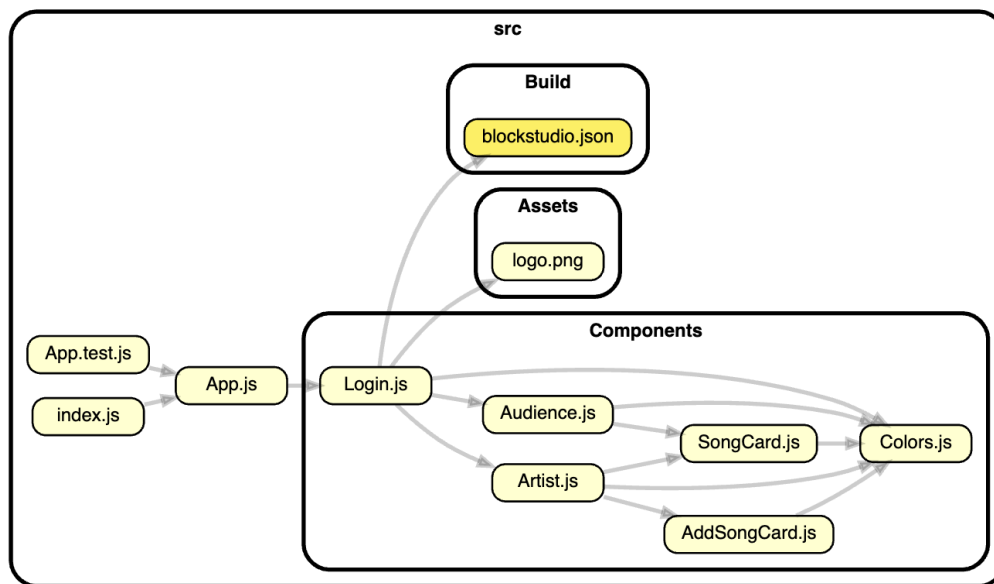 src
Build
blockstudio.json
Assets
logo.png
Components
App.test.js
index.js
App.js
Login.js
Audience.js
Artist.js
SongCard.js
AddSongCard.js
Colors.js